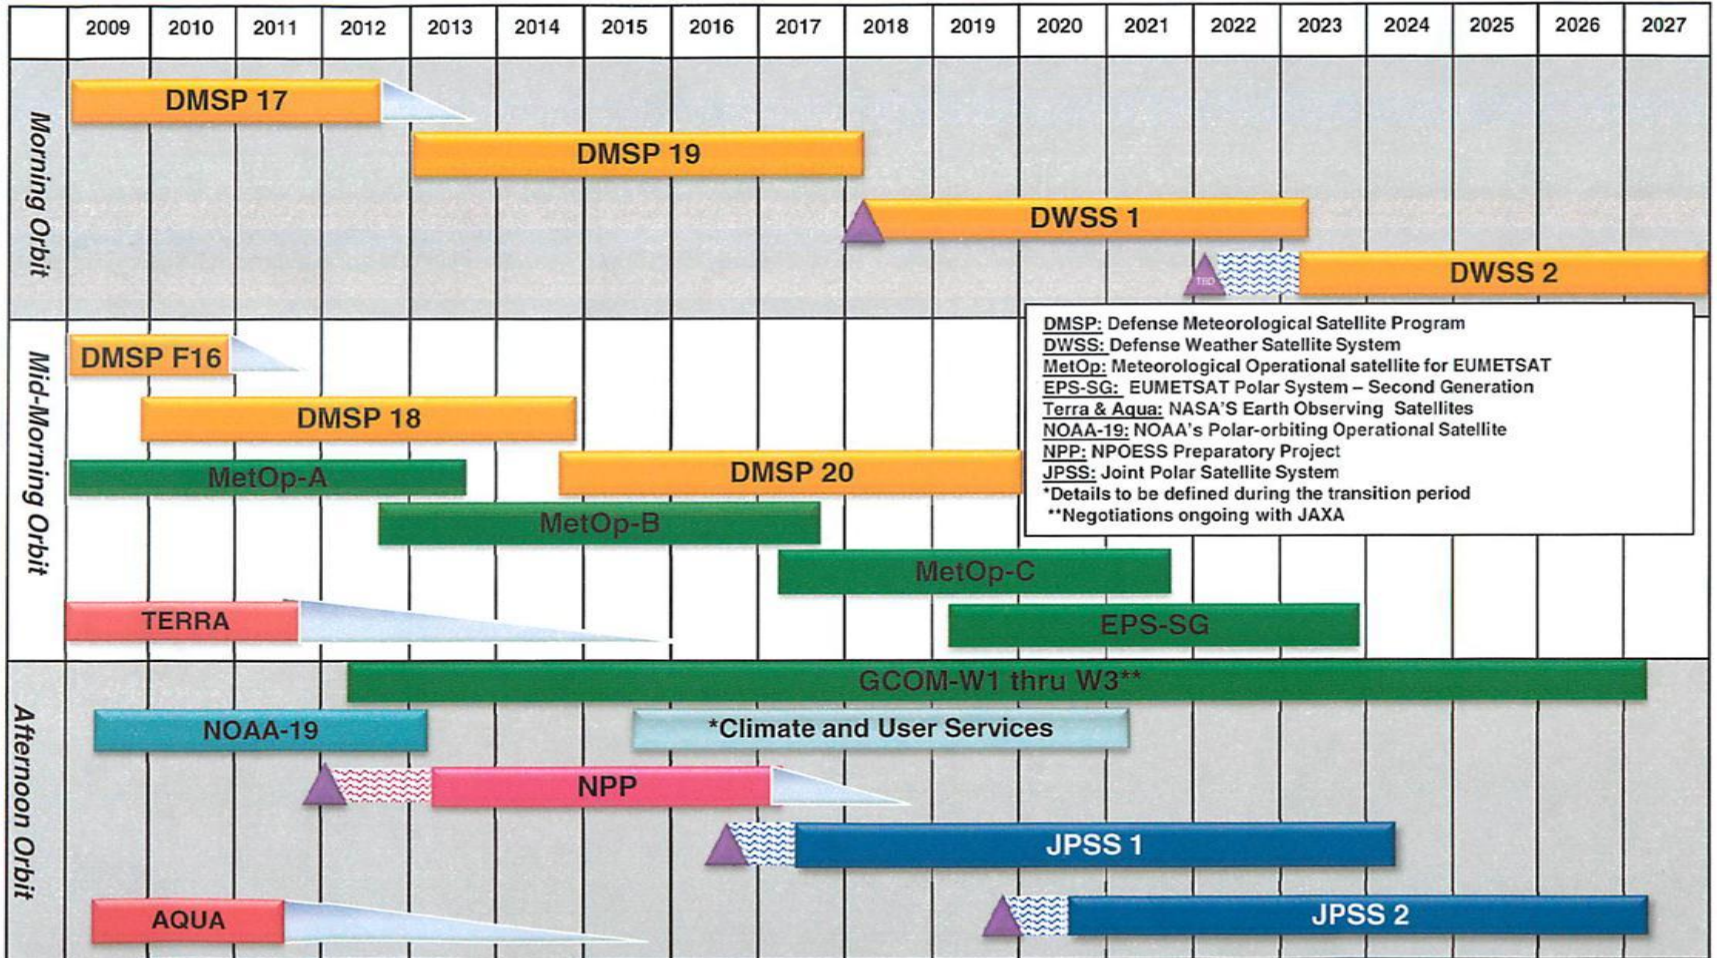 2009 2010 2011 2012 2013 2014 2015 2016 2017 2018 2019 2020 2021 2022 2023 2024 2025 2026 2027
Morning Orbit
DMSP 17
DMSP 19
DWSS 1
TBD
DWSS 2
Mid-Morning Orbit
DMSP F16
DMSP 18
MetOp-A
DMSP 20
MetOp-B
MetOp-C
TERRA
EPS-SG
DMSP: Defense Meteorological Satellite Program
DWSS: Defense Weather Satellite System
MetOp: Meteorological Operational satellite for EUMETSAT
EPS-SG: EUMETSAT Polar System – Second Generation
Terra & Aqua: NASA'S Earth Observing Satellites
NOAA-19: NOAA's Polar-orbiting Operational Satellite
NPP: NPOESS Preparatory Project
JPSS: Joint Polar Satellite System
*Details to be defined during the transition period
**Negotiations ongoing with JAXA
Afternoon Orbit
GCOM-W1 thru W3**
NOAA-19
*Climate and User Services
NPP
JPSS 1
AQUA
JPSS 2